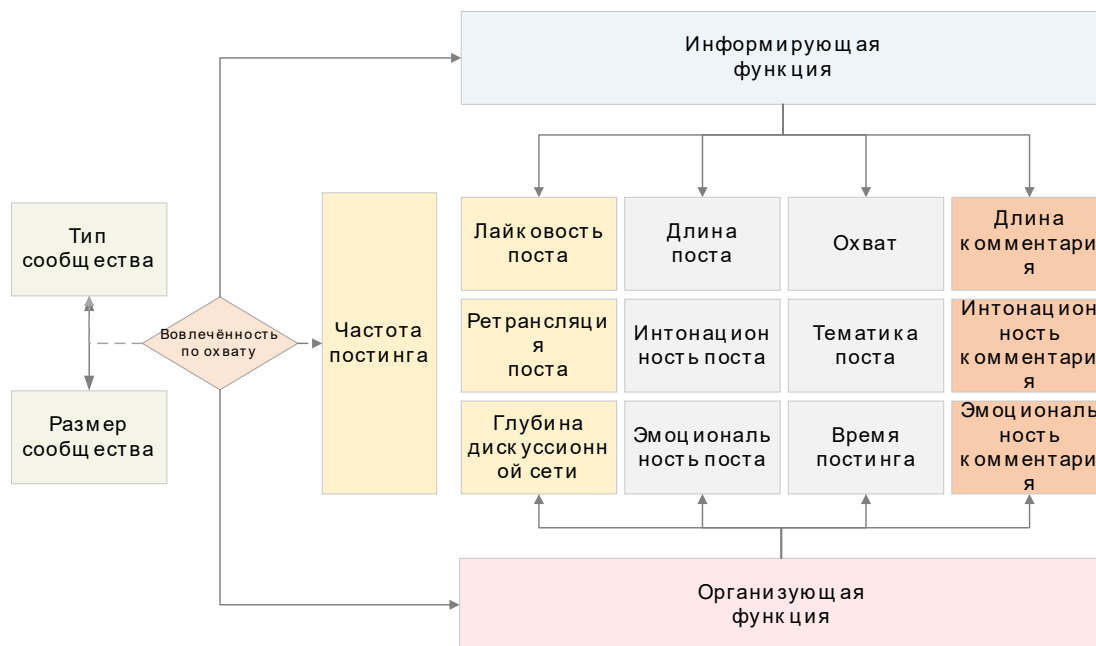 Информирующая
функция
Тип
сообщества
Размер
сообщества
Вовлечённость
по охвату
Частота
постинга
Лайковость
поста
Длина
поста
Охват
Длина
комментари
я
Ретрансляци
я
поста
Интонацион
ность поста
Тематика
поста
Интонацион
ность
комментари
я
Глубина
дискуссионн
ой сети
Эмоциональ
ность поста
Время
постинга
Эмоциональ
ность
комментари
я
Организующая
функция